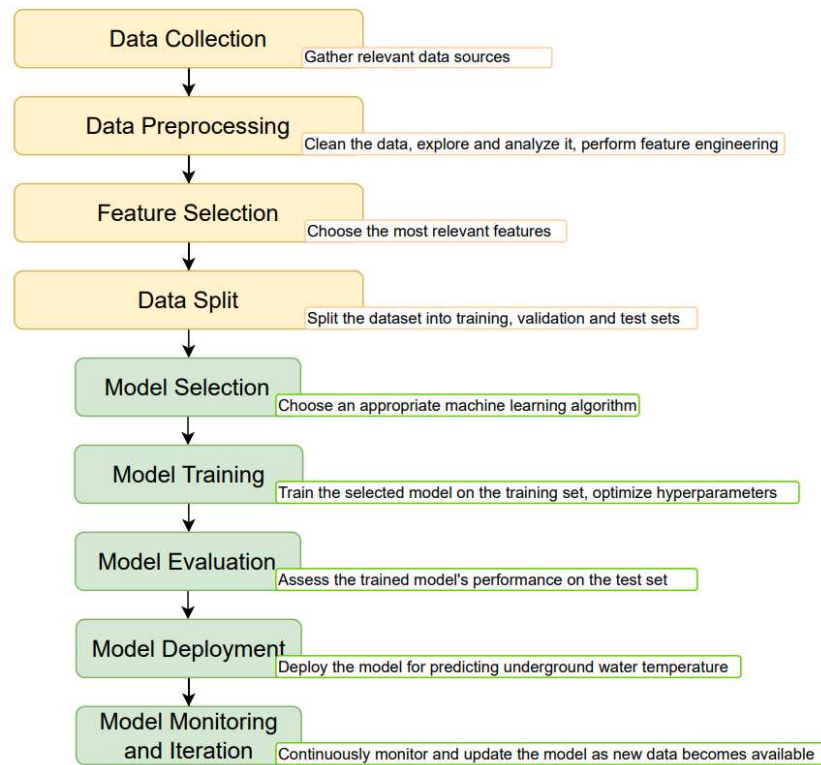 Data Collection
Gather relevant data sources
Data Preprocessing
Clean the data, explore and analyze it, perform feature engineering
Feature Selection
Choose the most relevant features
Data Split
Split the dataset into training, validation and test sets
Model Selection
Choose an appropriate machine learning algorithm
Model Training
Train the selected model on the training set, optimize hyperparameters
Model Evaluation
Assess the trained model's performance on the test set
Model Deployment
Deploy the model for predicting underground water temperature
Model Monitoring
and Iteration
Continuously monitor and update the model as new data becomes available